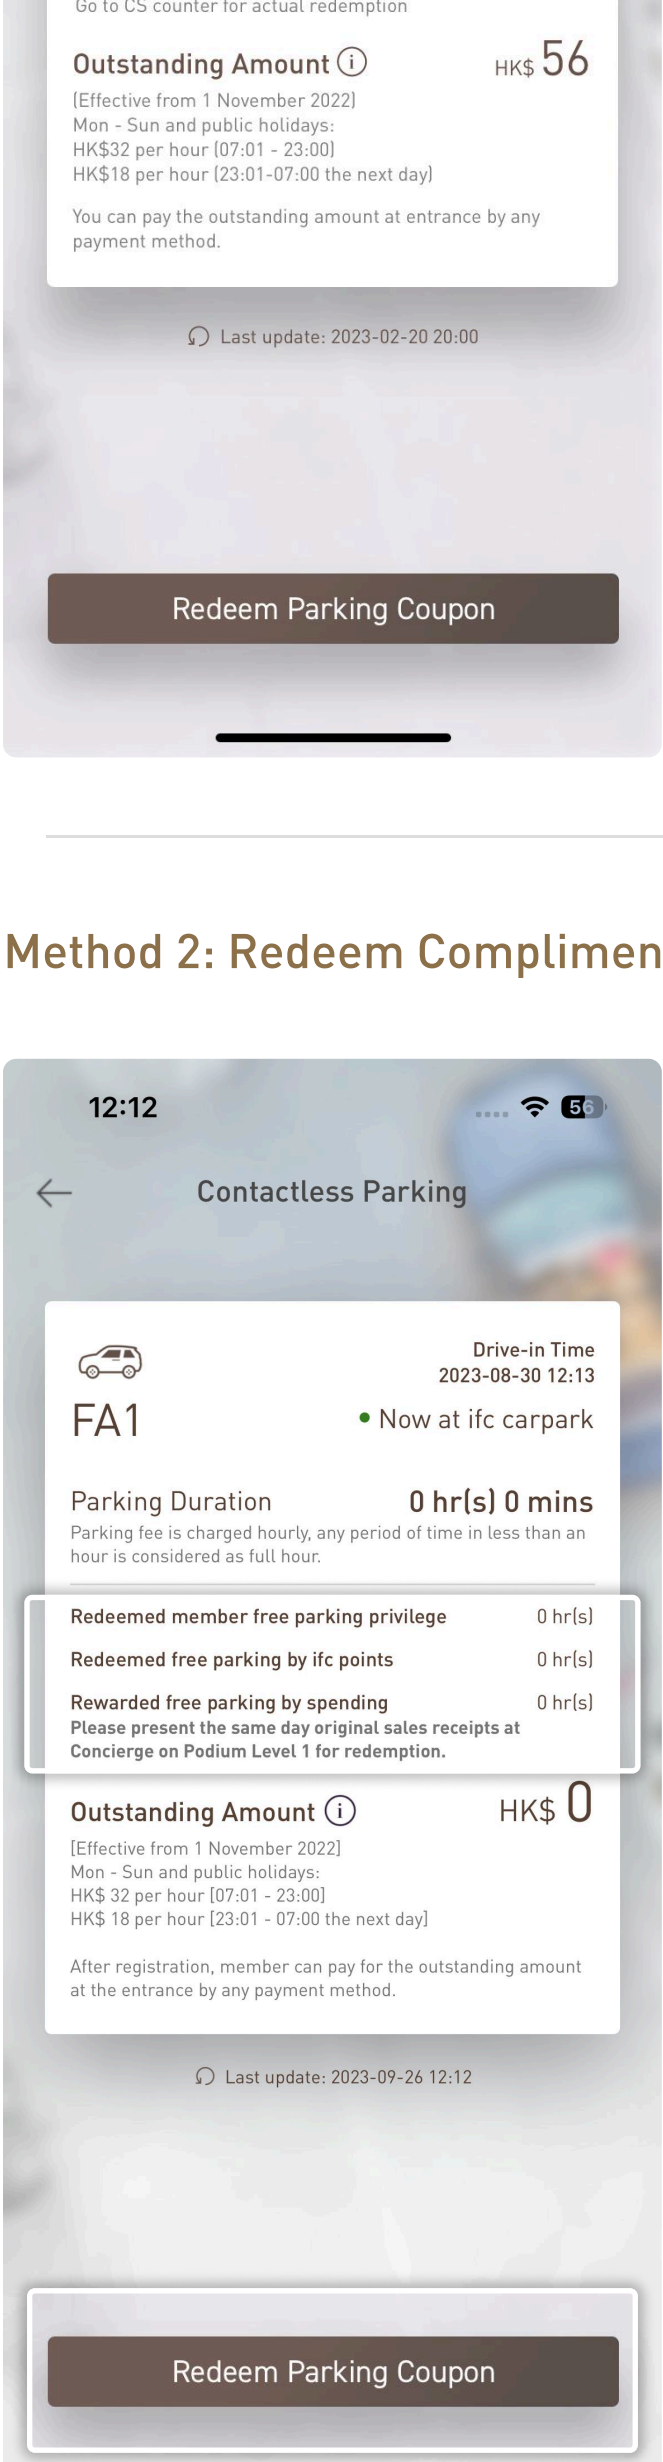 Go to CS counter for actual redemption
Outstanding Amount i HK$ 56
(Effective from 1 November 2022)
Mon - Sun and public holidays:
HK$32 per hour (07:01 - 23:00)
HK$18 per hour (23:01-07:00 the next day)
You can pay the outstanding amount at entrance by any
payment method.
Last update: 2023-02-20 20:00
Redeem Parking Coupon
Method 2: Redeem Complimen
12:12 56
Contactless Parking
Drive-in Time
2023-08-30 12:13
FA1 Now at ifc carpark
Parking Duration 0 hr(s) 0 mins
Parking fee is charged hourly, any period of time in less than an
hour is considered as full hour.
Redeemed member free parking privilege 0 hr(s)
Redeemed free parking by ifc points 0 hr(s)
Rewarded free parking by spending 0 hr(s)
Please present the same day original sales receipts at
Concierge on Podium Level 1 for redemption.
Outstanding Amount i HK$ 0
[Effective from 1 November 2022]
Mon - Sun and public holidays:
HK$ 32 per hour [07:01 - 23:00]
HK$ 18 per hour [23:01 - 07:00 the next day]
After registration, member can pay for the outstanding amount
at the entrance by any payment method.
Last update: 2023-09-26 12:12
Redeem Parking Coupon